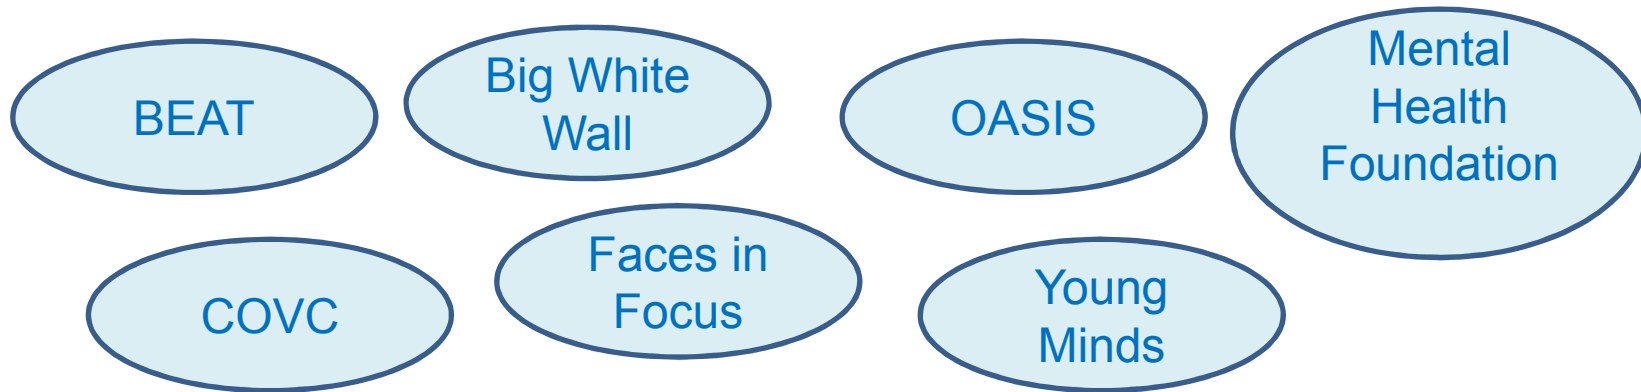 BEAT
Big White
Wall
OASIS
Mental
Health
Foundation
COVC
Faces in
Focus
Young
Minds